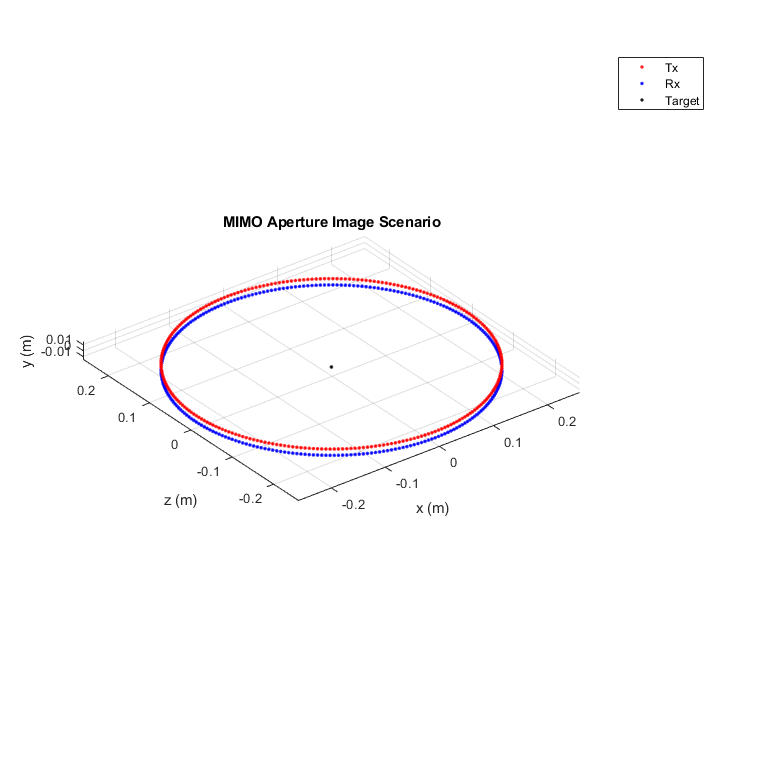 Tx
Rx
Target
MIMO Aperture Image Scenario
y (m)
0.01
0
-0.01
0.2
0.1
0
-0.1
-0.2
z (m)
-0.2
-0.1
0
0.1
0.2
x (m)